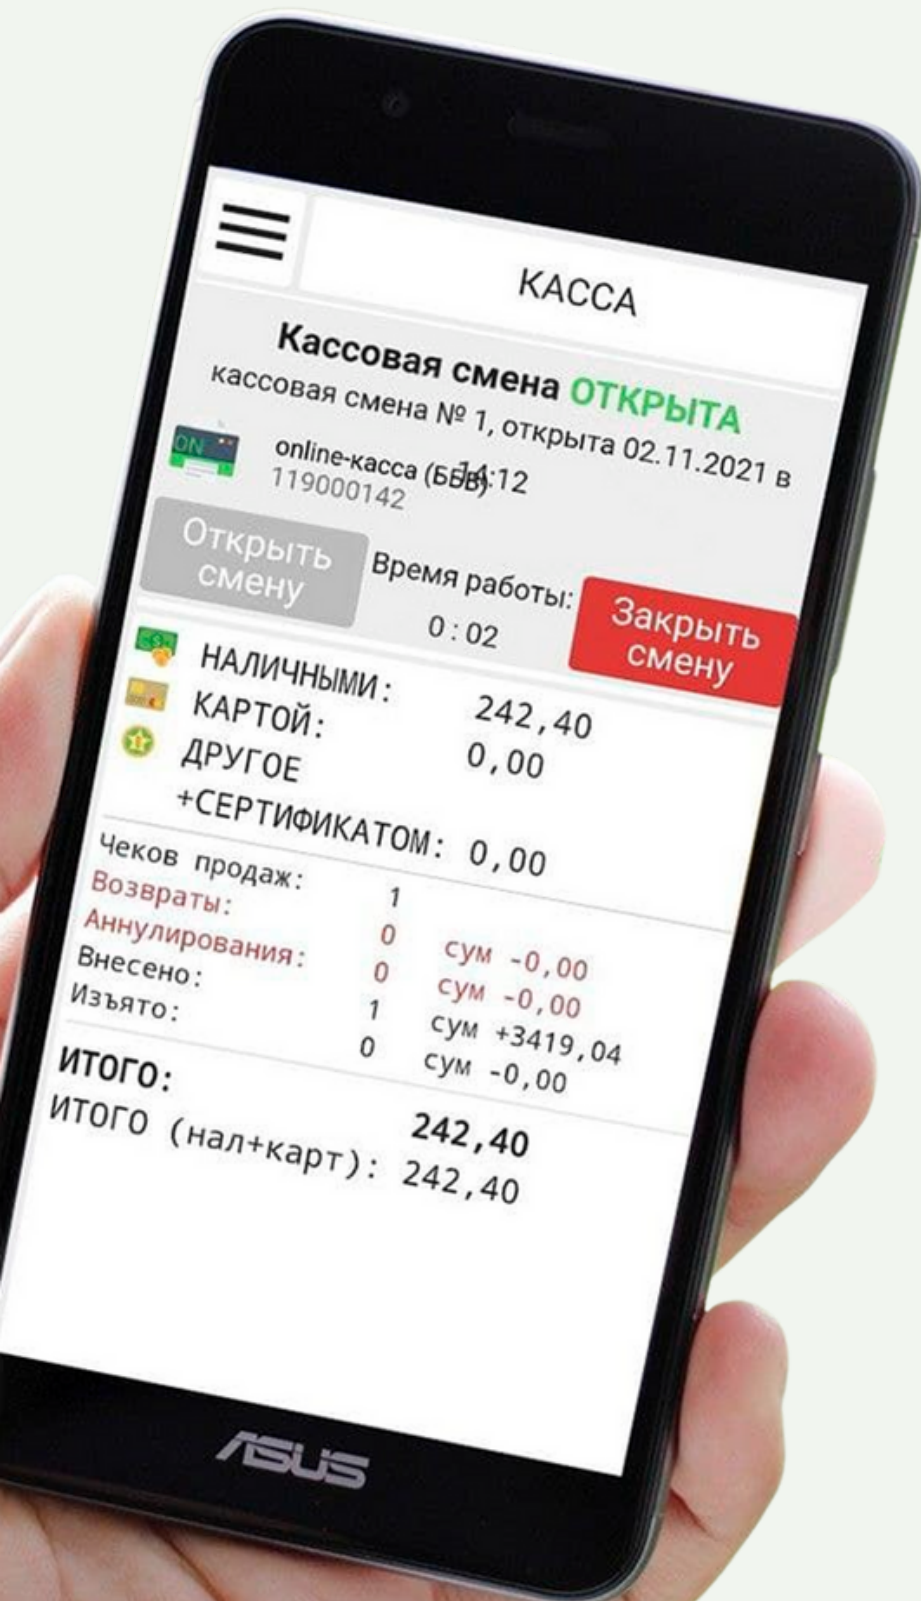 КАССА
Кассовая смена ОТКРЫТА
кассовая смена № 1, открыта 02.11.2021 в
14:12
online-касса (ББВ)
119000142
ON
Открыть
смену
Время работы:
0 : 02
Закрыть
смену
НАЛИЧНЫМИ: 242,40
КАРТОЙ: 0,00
ДРУГОЕ
+СЕРТИФИКАТОМ: 0,00
Чеков продаж: 1
Возвраты: 0 сум -0,00
Аннулирования: 0 сум -0,00
Внесено: 1 сум +3419,04
Изъято: 0 сум -0,00
ИТОГО: 242,40
ИТОГО (нал+карт): 242,40
ASUS